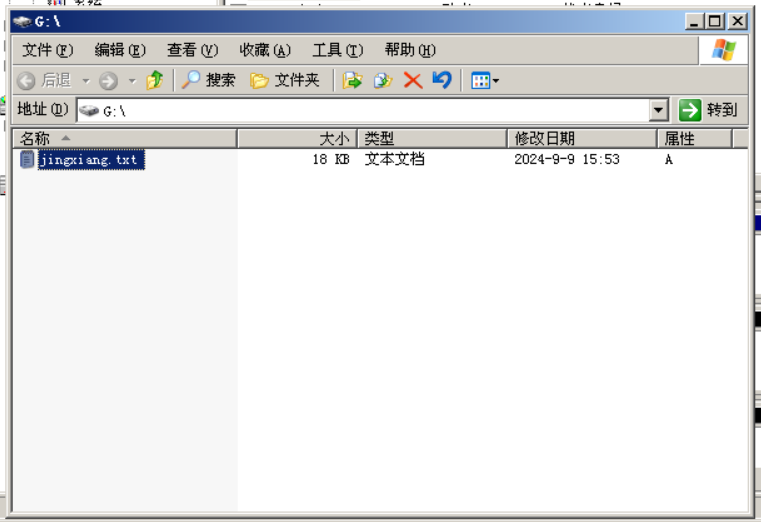 G:\
文件(F) 编辑(E) 查看(V) 收藏(A) 工具(T) 帮助(H)
后退 搜索 文件夹
地址(D) G:\ 转到
名称 大小 类型 修改日期 属性
jingxiang.txt 18 KB 文本文档 2024-9-9 15:53 A